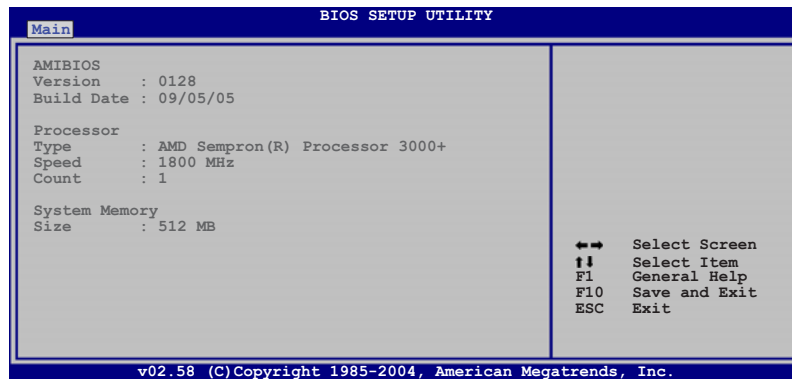 BIOS SETUP UTILITY
Main
AMIBIOS
Version : 0128
Build Date : 09/05/05
Processor
Type : AMD Sempron(R) Processor 3000+
Speed : 1800 MHz
Count : 1
System Memory
Size : 512 MB
←→ Select Screen
↑↓ Select Item
F1 General Help
F10 Save and Exit
ESC Exit
v02.58 (C)Copyright 1985-2004, American Megatrends, Inc.